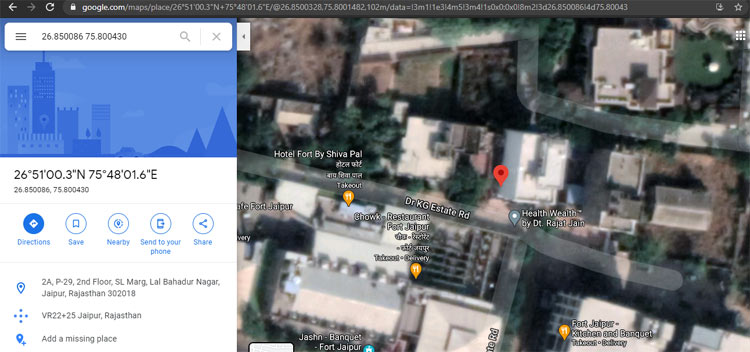 google.com/maps/place/26°51'00.3"N+75°48'01.6"E/@26.8500328,75.8001482,102m/data=!3m1!1e3!4m5!3m4!1s0x0:0x0!8m2!3d26.850086!4d75.80043
26.850086 75.800430
26°51'00.3"N 75°48'01.6"E
26.850086, 75.800430
Directions
Save
Nearby
Send to your
phone
Share
2A, P-29, 2nd Floor, SL Marg, Lal Bahadur Nagar,
Jaipur, Rajasthan 302018
VR22+25 Jaipur, Rajasthan
Add a missing place
Hotel Fort By Shiva Pal
होटल फोर्ट
बाय शिवा पाल
Takeout
afe Fort Jaipur
Dr KG Estate Rd
Chowk - Restaurant
Fort Jaipur
चौक - रेस्टोरेंट
- फोर्ट जयपुर
Takeout • Delivery
Health Wealth
by Dt. Rajat Jain
Fort Jaipur -
Kitchen and Banquet
Takeout • Delivery
Jashn - Banquet
- Fort Jaipur
te Rd